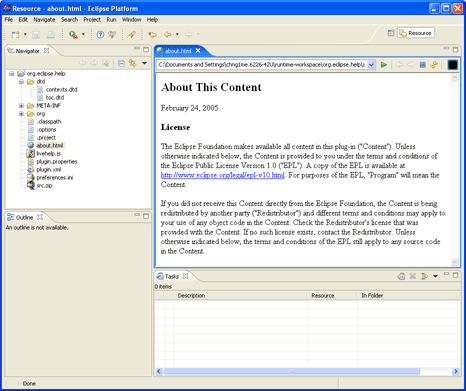 Resource - about.html - Eclipse Platform
File Edit Navigate Search Project Run Window Help
Resource
Navigator
about.html
C:\Documents and Settings\chng1me.6226-42U\runtime-workspace\org.eclipse.help\
org.eclipse.help
dtd
contexts.dtd
toc.dtd
META-INF
org
.classpath
.options
.project
about.html
livehelp.js
plugin.properties
plugin.xml
preferences.ini
src.zip
About This Content
February 24, 2005
License
The Eclipse Foundation makes available all content in this plug-in ("Content"). Unless
otherwise indicated below, the Content is provided to you under the terms and conditions of
the Eclipse Public License Version 1.0 ("EPL"). A copy of the EPL is available at
http://www.eclipse.org/legal/epl-v10.html. For purposes of the EPL, "Program" will mean the
Content.
If you did not receive this Content directly from the Eclipse Foundation, the Content is being
redistributed by another party ("Redistributor") and different terms and conditions may apply to
your use of any object code in the Content. Check the Redistributor's license that was
provided with the Content. If no such license exists, contact the Redistributor. Unless
otherwise indicated below, the terms and conditions of the EPL still apply to any source code
in the Content.
Outline
An outline is not available.
Tasks
0 items
Description Resource In Folder
Done